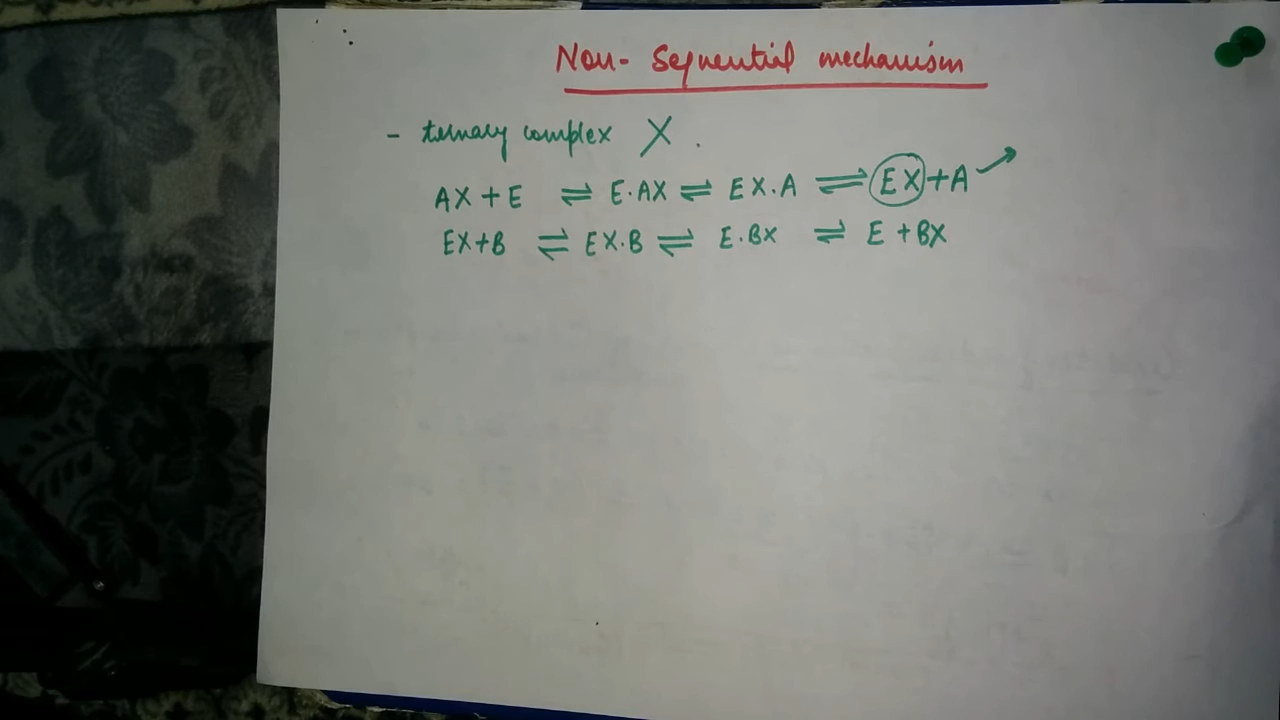 Non- Sequential mechanism
- ternary complex X .
AX + E ⇌ E·AX ⇌ EX·A ⇌ EX + A ↗
EX + B ⇌ EX·B ⇌ E·BX ⇌ E + BX